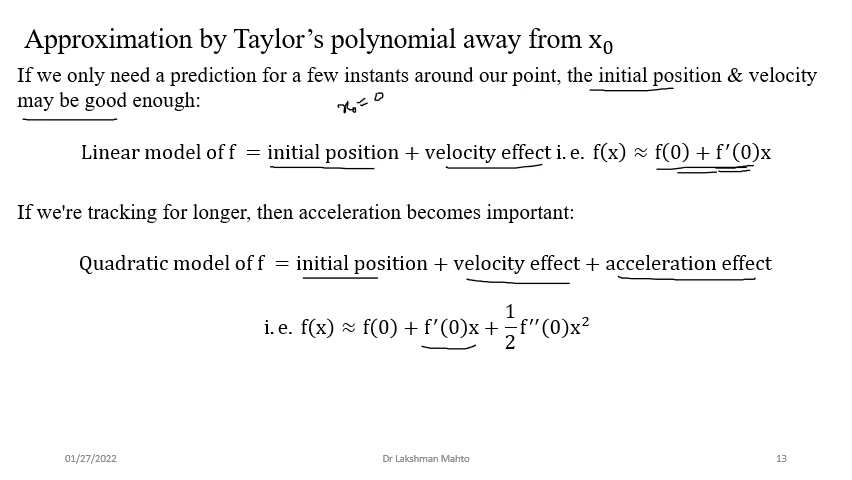 Approximation by Taylor’s polynomial away from x₀
If we only need a prediction for a few instants around our point, the initial position & velocity
may be good enough:
x₀ = 0
Linear model of f = initial position + velocity effect i. e. f(x) ≈ f(0) + f′(0)x
If we're tracking for longer, then acceleration becomes important:
Quadratic model of f = initial position + velocity effect + acceleration effect
i. e. f(x) ≈ f(0) + f′(0)x + 1/2 f′′(0)x²
01/27/2022 Dr Lakshman Mahto 13